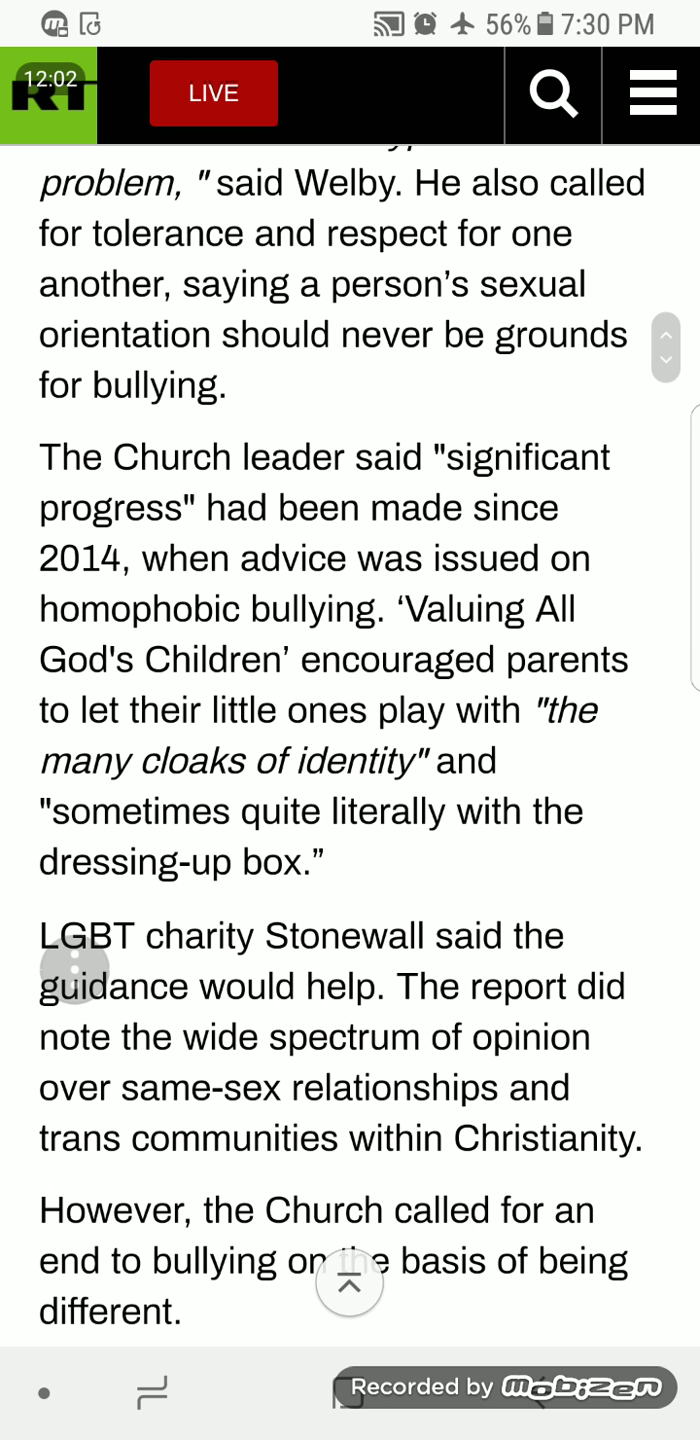 56% 7:30 PM
12:02
RT
LIVE
problem, " said Welby. He also called
for tolerance and respect for one
another, saying a person’s sexual
orientation should never be grounds
for bullying.
The Church leader said "significant
progress" had been made since
2014, when advice was issued on
homophobic bullying. ‘Valuing All
God's Children’ encouraged parents
to let their little ones play with "the
many cloaks of identity" and
"sometimes quite literally with the
dressing-up box.”
LGBT charity Stonewall said the
guidance would help. The report did
note the wide spectrum of opinion
over same-sex relationships and
trans communities within Christianity.
However, the Church called for an
end to bullying on the basis of being
different.
Recorded by mobizen